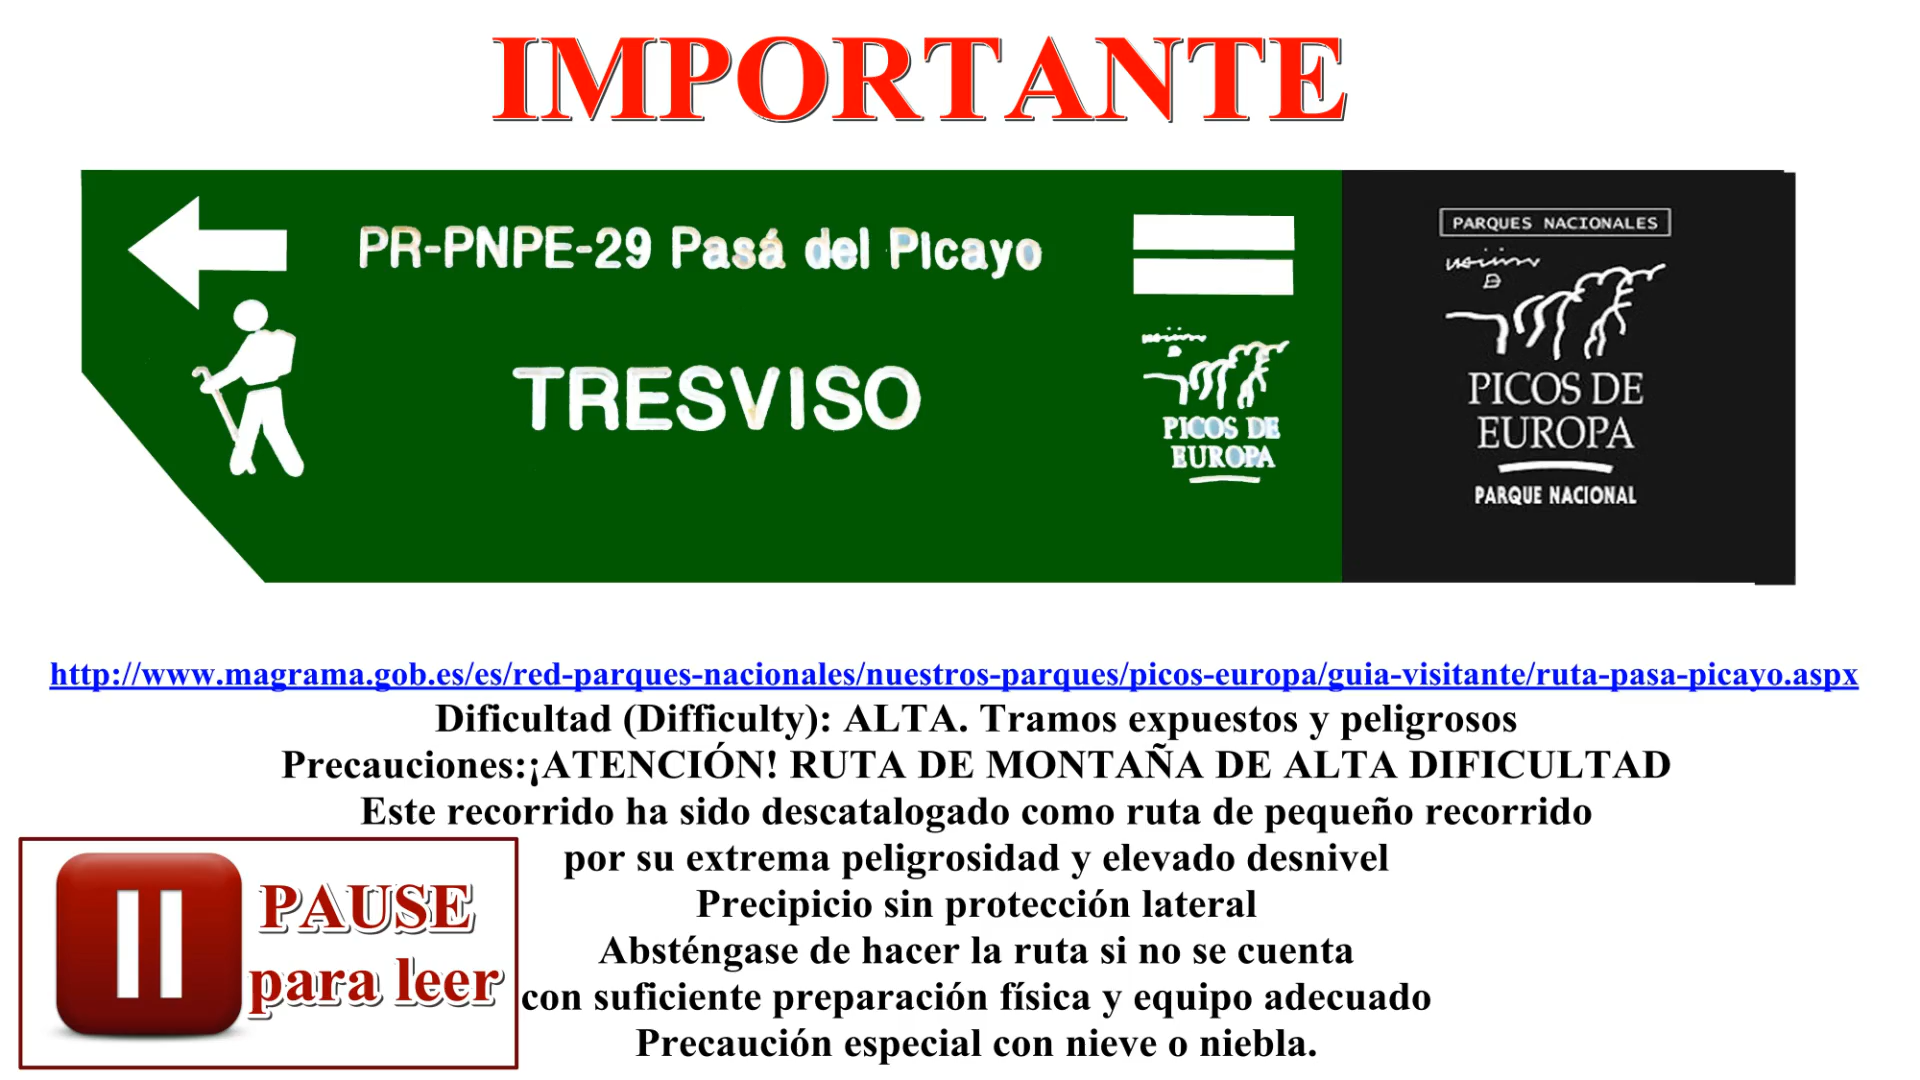 IMPORTANTE
PR-PNPE-29 Pasá del Picayo
TRESVISO
PICOS DE
EUROPA
PARQUES NACIONALES
PICOS DE
EUROPA
PARQUE NACIONAL
http://www.magrama.gob.es/es/red-parques-nacionales/nuestros-parques/picos-europa/guia-visitante/ruta-pasa-picayo.aspx
Dificultad (Difficulty): ALTA. Tramos expuestos y peligrosos
Precauciones:¡ATENCIÓN! RUTA DE MONTAÑA DE ALTA DIFICULTAD
Este recorrido ha sido descatalogado como ruta de pequeño recorrido
por su extrema peligrosidad y elevado desnivel
Precipicio sin protección lateral
Absténgase de hacer la ruta si no se cuenta
con suficiente preparación física y equipo adecuado
Precaución especial con nieve o niebla.
PAUSE
para leer